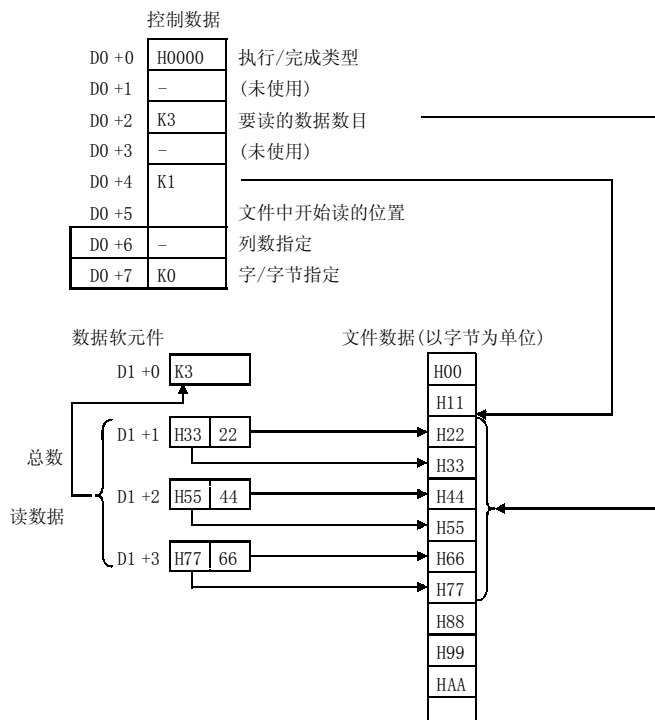 控制数据
D0 +0 H0000 执行/完成类型
D0 +1 - (未使用)
D0 +2 K3 要读的数据数目
D0 +3 - (未使用)
D0 +4 K1
D0 +5 文件中开始读的位置
D0 +6 - 列数指定
D0 +7 K0 字/字节指定
数据软元件 文件数据(以字节为单位)
D1 +0 K3 H00
H11
D1 +1 H33 22 H22
总数 H33
D1 +2 H55 44 H44
读数据 H55
D1 +3 H77 66 H66
H77
H88
H99
HAA